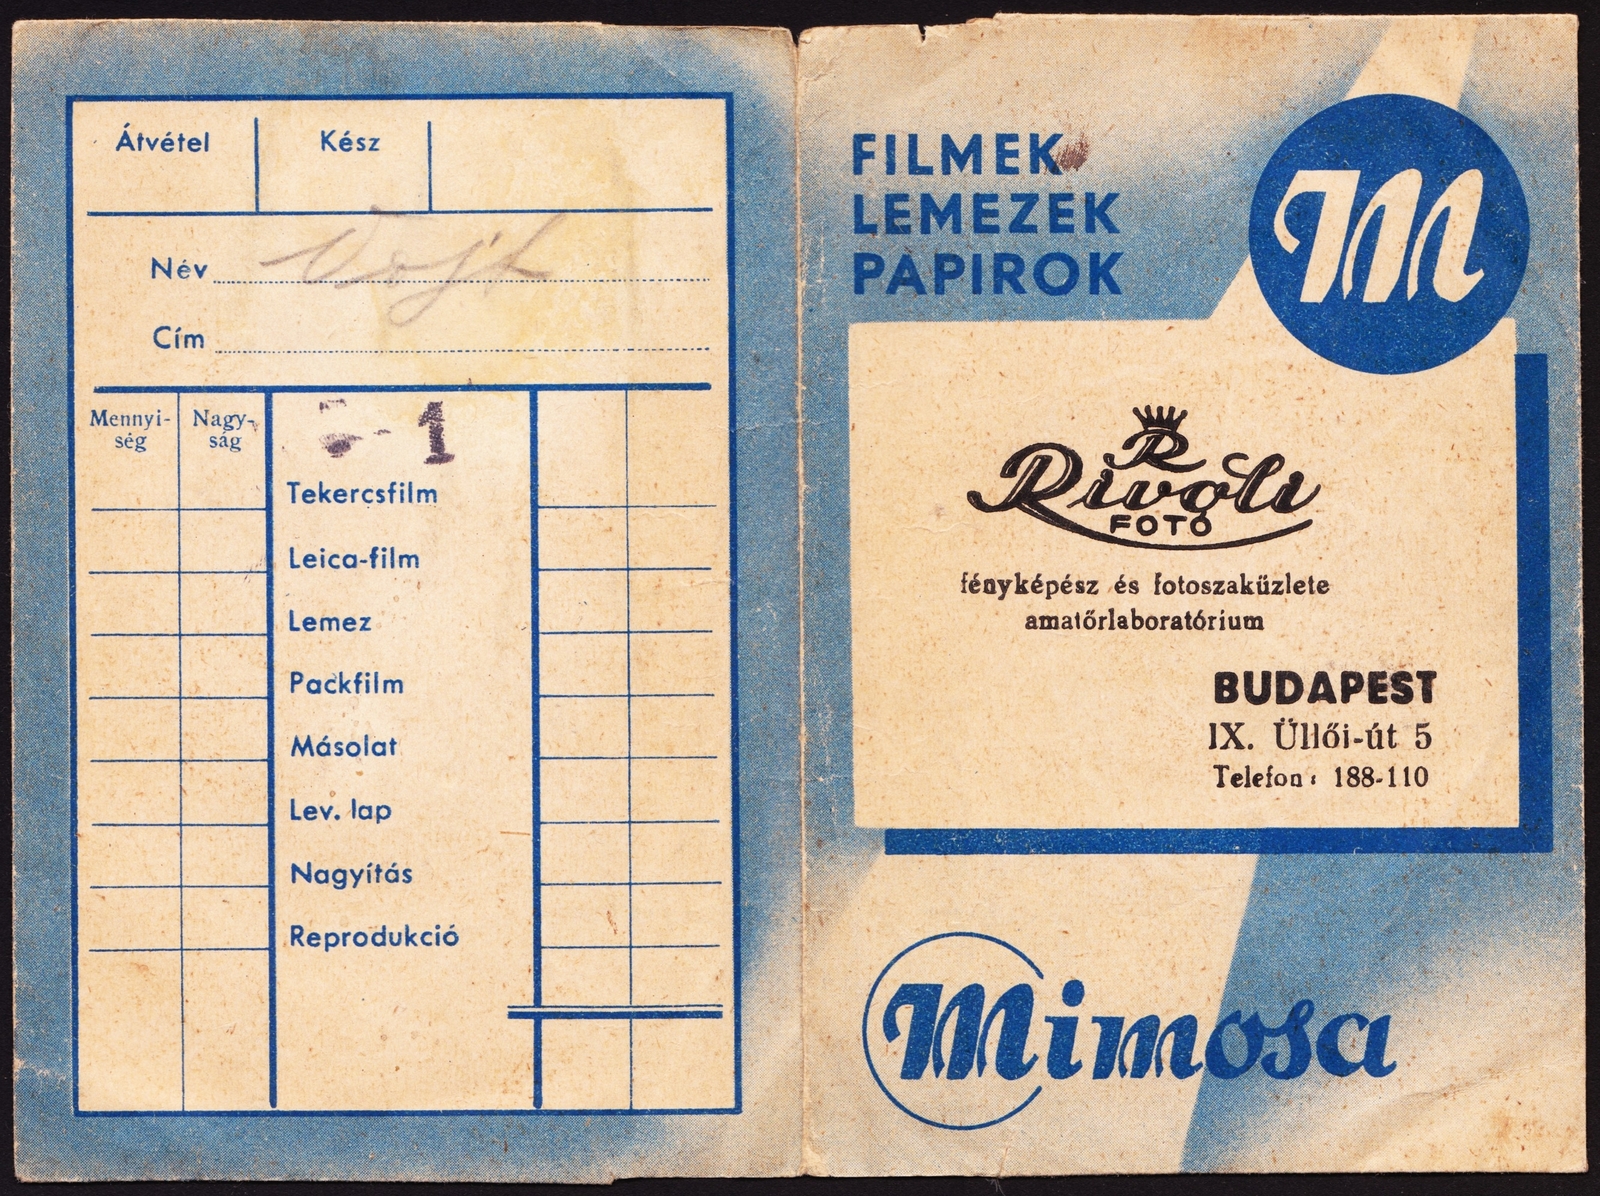 Átvétel
Kész
Név
Cím
Mennyi-
ség
Nagy-
ság
1
Tekercsfilm
Leica-film
Lemez
Packfilm
Másolat
Lev. lap
Nagyítás
Reprodukció
FILMEK
LEMEZEK
PAPIROK
M
R
Rivoli
FOTÓ
fényképész és fotoszaküzlete
amatőrlaboratórium
BUDAPEST
IX. Üllői-út 5
Telefon: 188-110
Mimosa